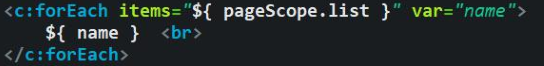 <c:forEach items="${ pageScope.list }" var="name">
    ${ name }  <br>
</c:forEach>